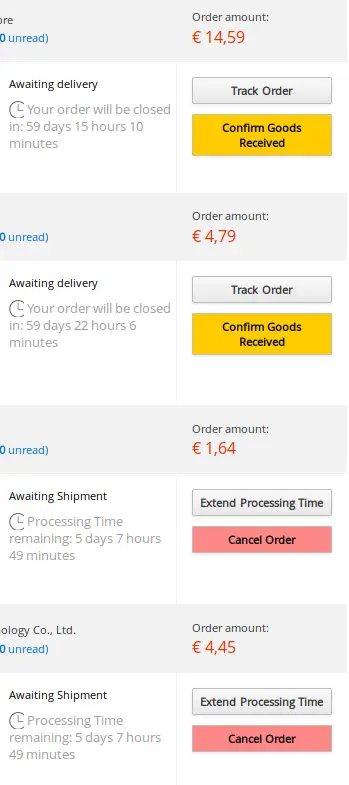 ore
Order amount:
€ 14,59
0 unread)
Awaiting delivery
Your order will be closed
in: 59 days 15 hours 10
minutes
Track Order
Confirm Goods
Received
Order amount:
€ 4,79
0 unread)
Awaiting delivery
Your order will be closed
in: 59 days 22 hours 6
minutes
Track Order
Confirm Goods
Received
Order amount:
€ 1,64
0 unread)
Awaiting Shipment
Processing Time
remaining: 5 days 7 hours
49 minutes
Extend Processing Time
Cancel Order
ology Co., Ltd.
Order amount:
€ 4,45
0 unread)
Awaiting Shipment
Processing Time
remaining: 5 days 7 hours
49 minutes
Extend Processing Time
Cancel Order